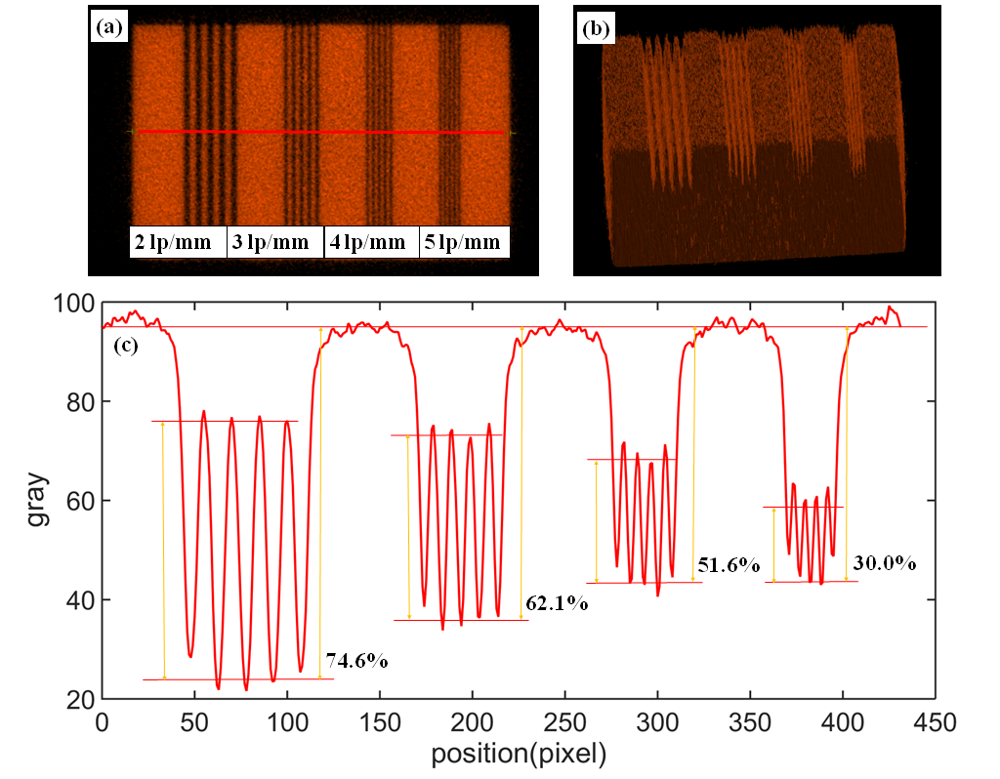 (a)
(b)
2 lp/mm 3 lp/mm 4 lp/mm 5 lp/mm
(c)
100
80
60
40
20
gray
74.6%
62.1%
51.6%
30.0%
0 50 100 150 200 250 300 350 400 450
position(pixel)